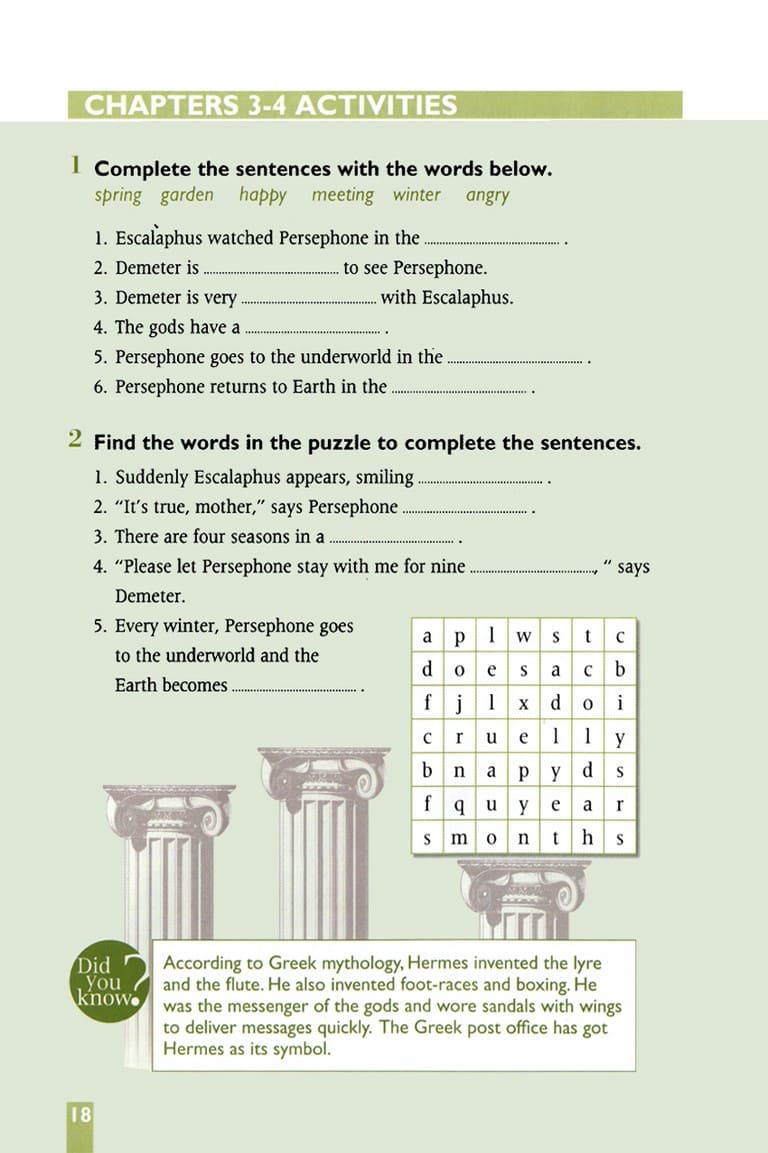 CHAPTERS 3-4 ACTIVITIES
1 Complete the sentences with the words below.
spring garden happy meeting winter angry
1. Escalaphus watched Persephone in the .............................................. .
2. Demeter is .............................................. to see Persephone.
3. Demeter is very .............................................. with Escalaphus.
4. The gods have a .............................................. .
5. Persephone goes to the underworld in the .............................................. .
6. Persephone returns to Earth in the .............................................. .
2 Find the words in the puzzle to complete the sentences.
1. Suddenly Escalaphus appears, smiling .......................................... .
2. “It’s true, mother,” says Persephone .......................................... .
3. There are four seasons in a .......................................... .
4. “Please let Persephone stay with me for nine .........................................., “ says
Demeter.
5. Every winter, Persephone goes
to the underworld and the
Earth becomes .......................................... .
a p l w s t c
d o e s a c b
f j l x d o i
c r u e l l y
b n a p y d s
f q u y e a r
s m o n t h s
Did
you
know?
According to Greek mythology, Hermes invented the lyre
and the flute. He also invented foot-races and boxing. He
was the messenger of the gods and wore sandals with wings
to deliver messages quickly. The Greek post office has got
Hermes as its symbol.
18